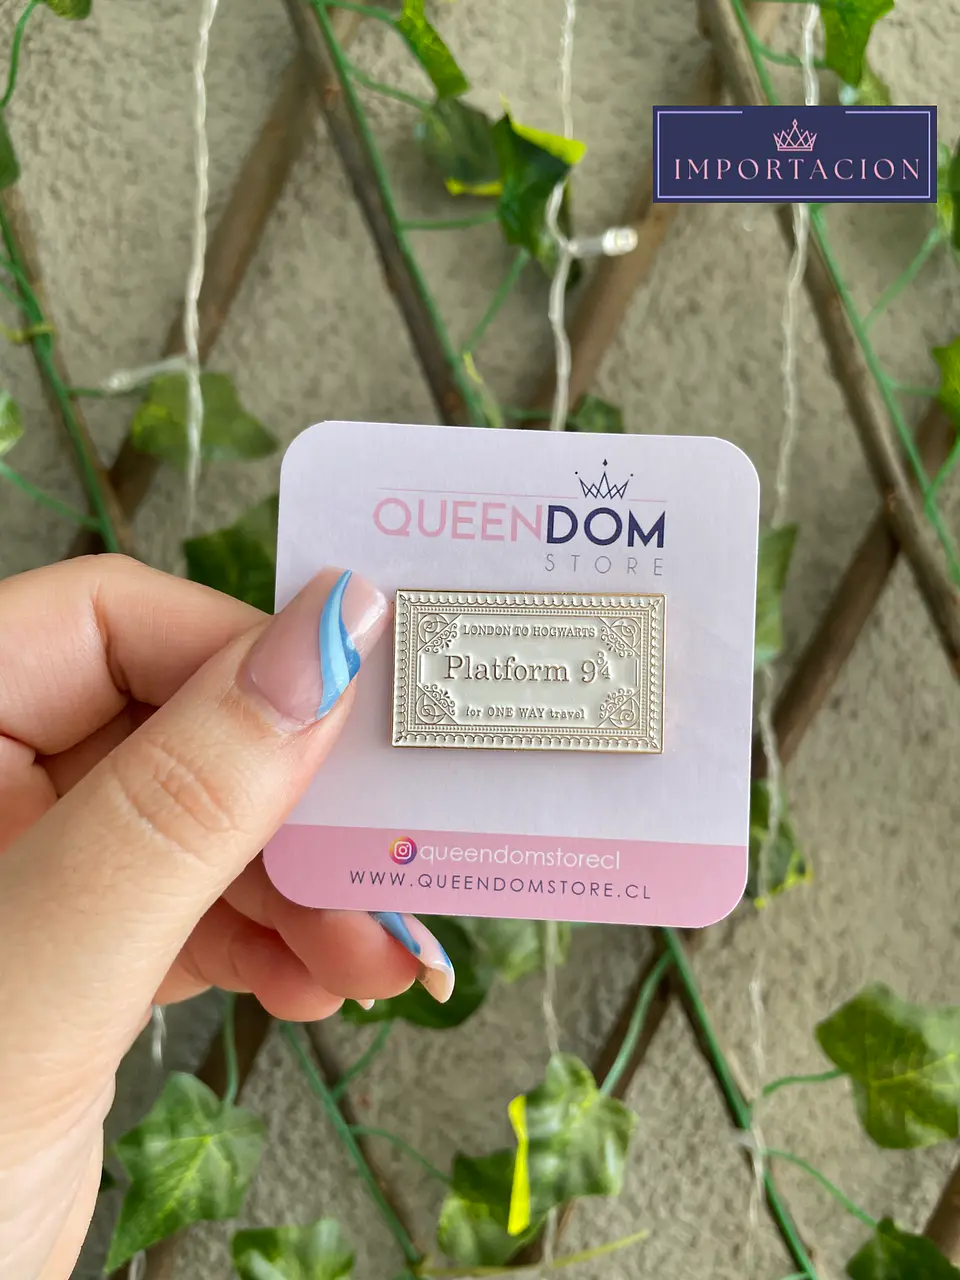 IMPORTACION
QUEENDOM
STORE
LONDON TO HOGWARTS
Platform 9¾
for ONE WAY travel
queendomstorecl
WWW.QUEENDOMSTORE.CL